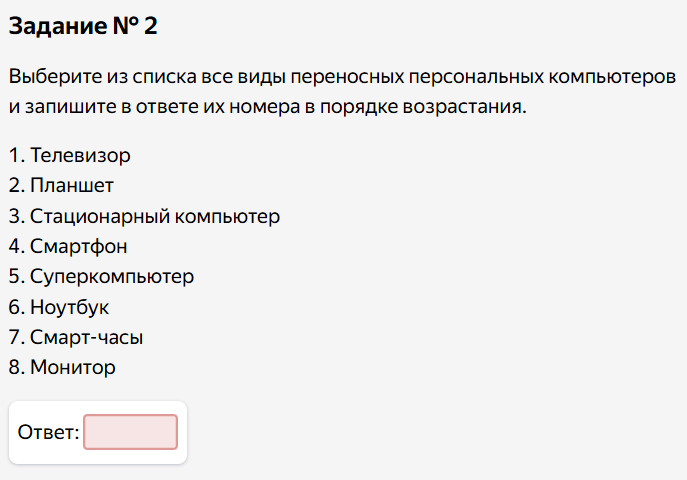 Задание № 2
Выберите из списка все виды переносных персональных компьютеров
и запишите в ответе их номера в порядке возрастания.
1. Телевизор
2. Планшет
3. Стационарный компьютер
4. Смартфон
5. Суперкомпьютер
6. Ноутбук
7. Смарт-часы
8. Монитор
Ответ: